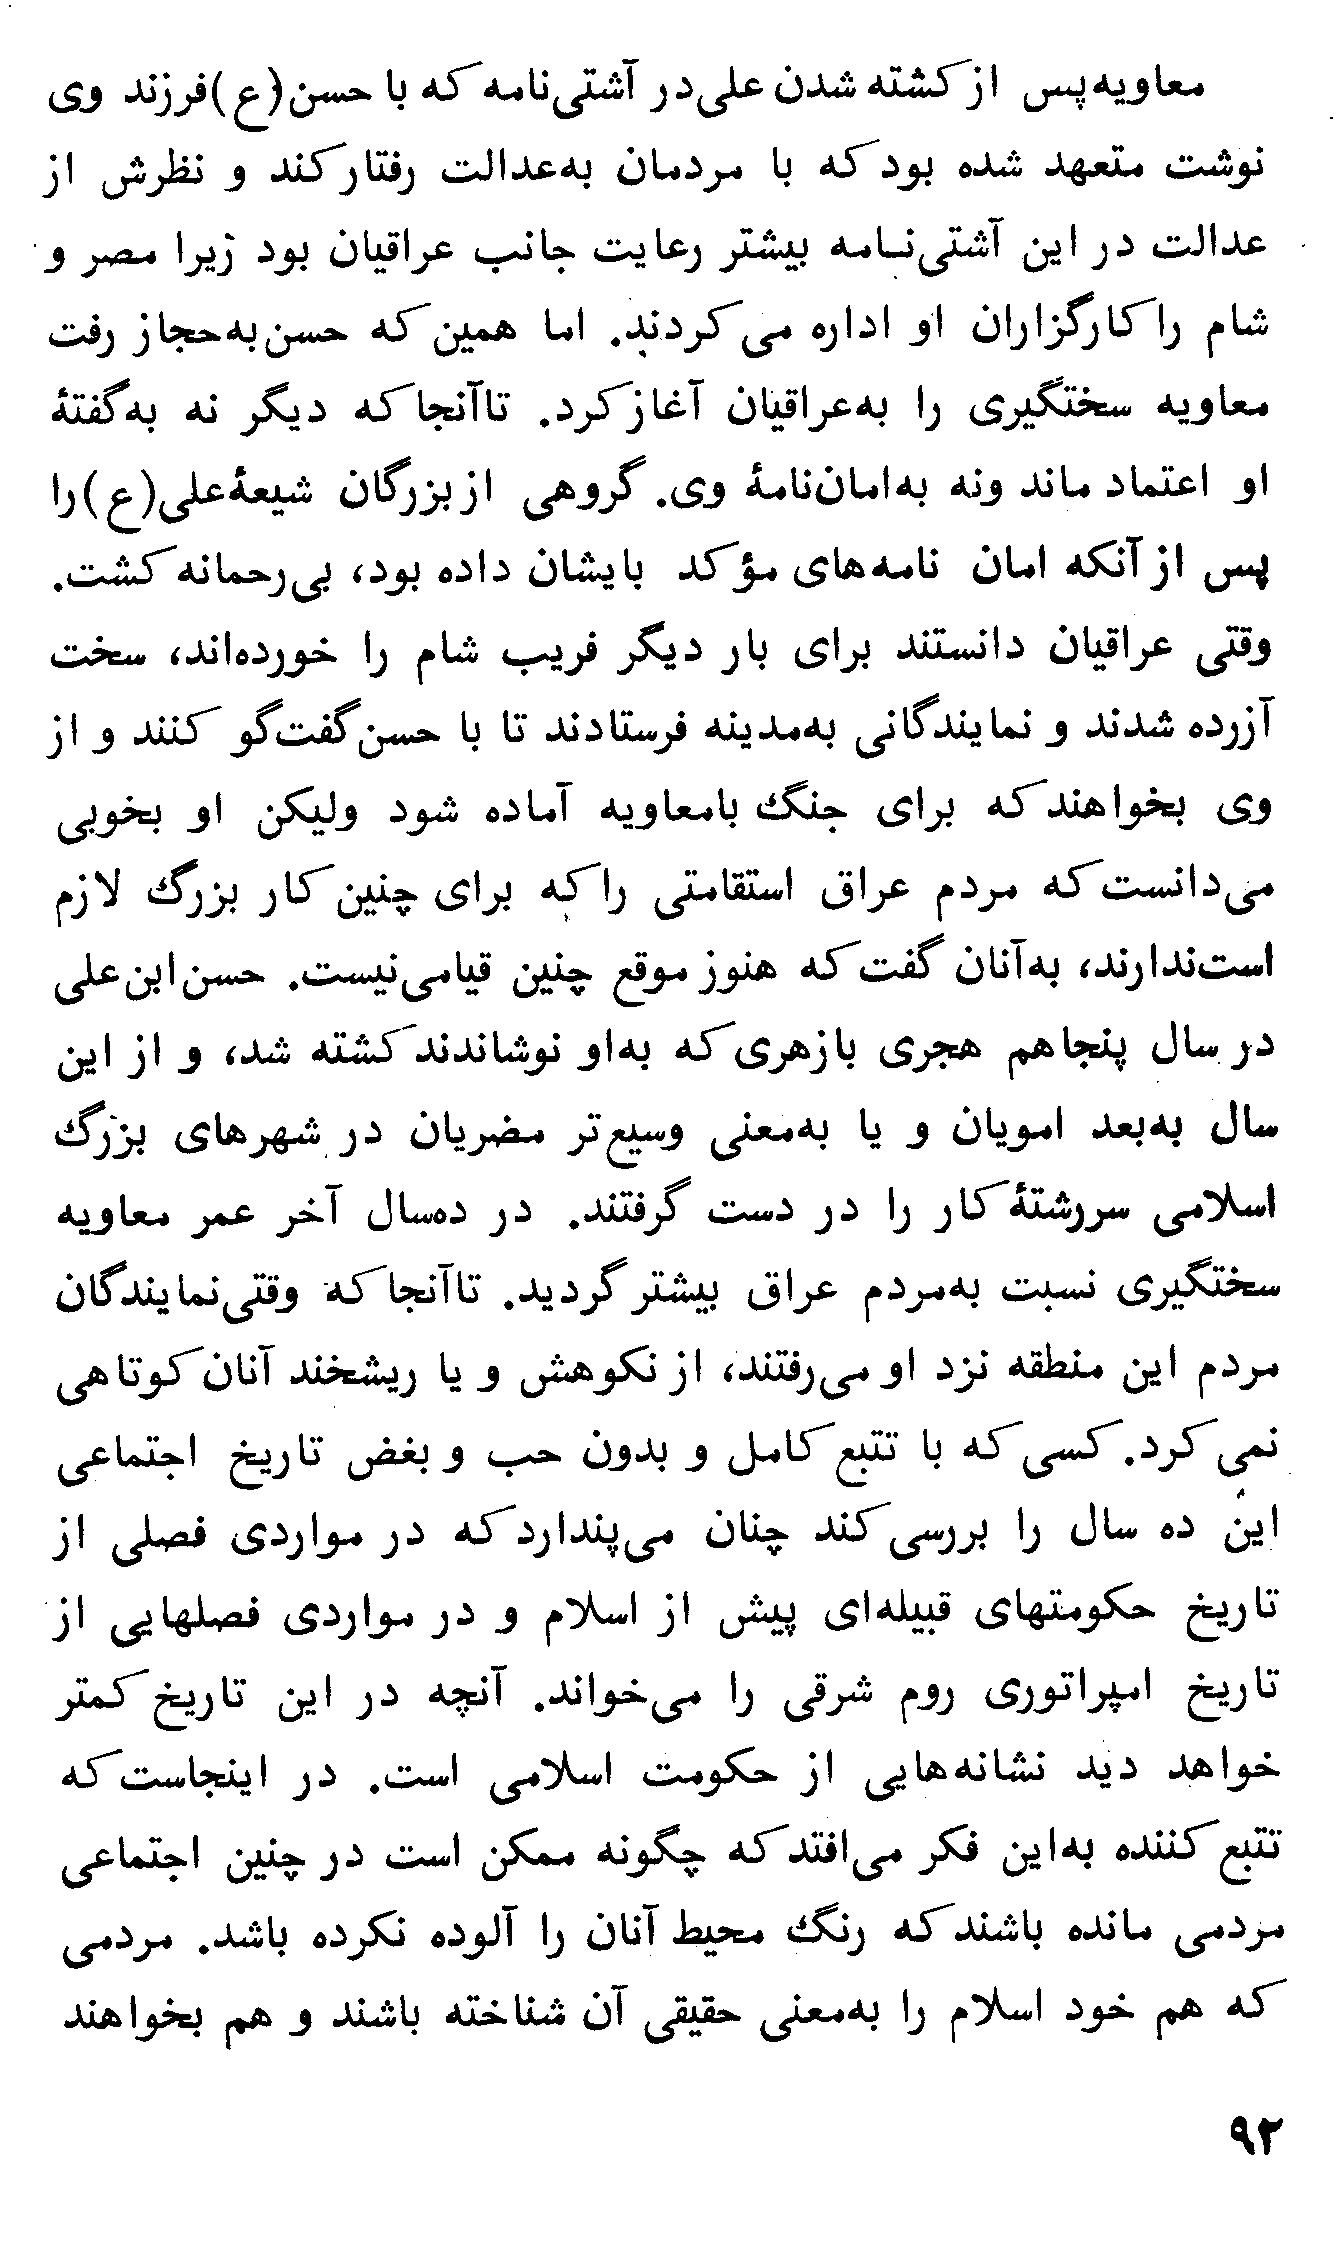 معاویه پس از کشته شدن علی در آشتی‌نامه که با حسن (ع) فرزند وی
نوشت متعهد شده بود که با مردمان به‌عدالت رفتار کند و نظرش از
عدالت در این آشتی‌نـامه بیشتر رعایت جانب عراقیان بود زیرا مصر و
شام را کارگزاران او اداره می‌کردند. اما همین که حسن به‌حجاز رفت
معاویه سختگیری را به‌عراقیان آغاز کرد. تاآنجا که دیگر نه به‌گفتهٔ
او اعتماد ماند ونه به‌امان‌نامهٔ وی. گروهی از بزرگان شیعهٔ علی (ع) را
پس از آنکه امان نامه‌های مؤکد بایشان داده بود، بی‌رحمانه کشت.
وقتی عراقیان دانستند برای بار دیگر فریب شام را خورده‌اند، سخت
آزرده شدند و نمایندگانی به‌مدینه فرستادند تا با حسن گفت‌گو کنند و از
وی بخواهند که برای جنگ بامعاویه آماده شود ولیکن او بخوبی
می‌دانست که مردم عراق استقامتی را که برای چنین کار بزرگ لازم
است‌ندارند، به‌آنان گفت که هنوز موقع چنین قیامی نیست. حسن ابن علی
در سال پنجاهم هجری بازهری که به‌او نوشاندند کشته شد، و از این
سال به‌بعد امویان و یا به‌معنی وسیع‌تر مضریان در شهرهای بزرگ
اسلامی سررشتهٔ کار را در دست گرفتند. در ده‌سال آخر عمر معاویه
سختگیری نسبت به‌مردم عراق بیشتر گردید. تاآنجا که وقتی نمایندگان
مردم این منطقه نزد او می‌رفتند، از نکوهش و یا ریشخند آنان کوتاهی
نمی‌کرد. کسی که با تتبع کامل و بدون حب و بغض تاریخ اجتماعی
این ده سال را بررسی کند چنان می‌پندارد که در مواردی فصلی از
تاریخ حکومتهای قبیله‌ای پیش از اسلام و در مواردی فصلهایی از
تاریخ امپراتوری روم شرقی را می‌خواند. آنچه در این تاریخ کمتر
خواهد دید نشانه‌هایی از حکومت اسلامی است. در اینجاست که
تتبع کننده به‌این فکر می‌افتد که چگونه ممکن است در چنین اجتماعی
مردمی مانده باشند که رنگ محیط آنان را آلوده نکرده باشد. مردمی
که هم خود اسلام را به‌معنی حقیقی آن شناخته باشند و هم بخواهند
۹۲